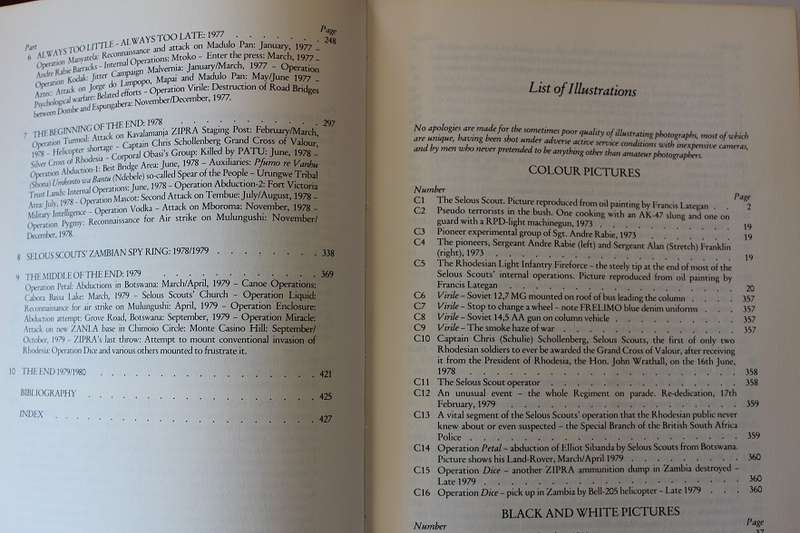 Part
Page
6 ALWAYS TOO LITTLE – ALWAYS TOO LATE: 1977 . . . . . . . 248
Operation Manyatela: Reconnaissance and attack on Madulo Pan: January, 1977 –
Andre Rabie Barracks – Internal Operations: Mtoko – Enter the press: March, 1977 –
Operation Kodak: Jitter Campaign Malvernia: January/March, 1977 – Operation
Aztec: Attack on Jorge do Limpopo, Mapai and Madulo Pan: May/June 1977 –
Psychological warfare: Belated efforts – Operation Virile: Destruction of Road Bridges
between Dombe and Espungabera: November/December, 1977.
7 THE BEGINNING OF THE END: 1978 . . . . . . . . 297
Operation Turmoil: Attack on Kavalamanja ZIPRA Staging Post: February/March,
1978 – Helicopter shortage – Captain Chris Schollenberg Grand Cross of Valour,
Silver Cross of Rhodesia – Corporal Obasi's Group: Killed by PATU: June, 1978 –
Operation Abduction-1: Beit Bridge Area: June, 1978 – Auxiliaries: Pfumo re Vanhu
(Shona) Umkonto wa Bantu (Ndebele) so-called Spear of the People – Urungwe Tribal
Trust Land: Internal Operations: June, 1978 – Operation Abduction-2: Fort Victoria
Area: July, 1978 – Operation Mascot: Second Attack on Tembue: July/August, 1978 –
Military Intelligence – Operation Vodka – Attack on Mboroma: November, 1978 –
Operation Pygmy: Reconnaissance for Air strike on Mulungushi: November/
December, 1978.
8 SELOUS SCOUTS' ZAMBIAN SPY RING: 1978/1979 . . . . . . . 338
9 THE MIDDLE OF THE END: 1979 . . . . . . . . . 369
Operation Petal: Abductions in Botswana: March/April, 1979 – Canoe Operations:
Cabora Bassa Lake: March, 1979 – Selous Scouts' Church – Operation Liquid:
Reconnaissance for air strike on Mulungushi: April, 1979 – Operation Enclosure:
Abduction attempt: Grove Road, Botswana: September, 1979 – Operation Miracle:
Attack on new ZANLA base in Chimoio Circle: Monte Casino Hill: September/
October, 1979 – ZIPRA's last throw: Attempt to mount conventional invasion of
Rhodesia: Operation Dice and various others mounted to frustrate it.
10 THE END 1979/1980 . . . . . . . . . . . 421
BIBLIOGRAPHY . . . . . . . . . . . . 425
INDEX . . . . . . . . . . . . . 427
List of Illustrations
No apologies are made for the sometimes poor quality of illustrating photographs, most of which
are unique, having been shot under adverse active service conditions with inexpensive cameras,
and by men who never pretended to be anything other than amateur photographers.
COLOUR PICTURES
Number
Page
C1 The Selous Scout. Picture reproduced from oil painting by Francis Lategan . . 2
C2 Pseudo terrorists in the bush. One cooking with an AK-47 slung and one on
guard with a RPD-light machinegun, 1973 . . . . . . . . 19
C3 Pioneer experimental group of Sgt. Andre Rabie, 1973 . . . . . . 19
C4 The pioneers, Sergeant Andre Rabie (left) and Sergeant Alan (Stretch) Franklin
(right), 1973 . . . . . . . . . . . . 19
C5 The Rhodesian Light Infantry Fireforce – the steely tip at the end of most of the
Selous Scouts' internal operations. Picture reproduced from oil painting by
Francis Lategan . . . . . . . . . . . . 20
C6 Virile – Soviet 12,7 MG mounted on roof of bus leading the column . . . . 357
C7 Virile – Stop to change a wheel – note FRELIMO blue denim uniforms . . . 357
C8 Virile – Soviet 14,5 AA gun on column vehicle . . . . . . . 357
C9 Virile – The smoke haze of war . . . . . . . . . 357
C10 Captain Chris (Schulie) Schollenberg, Selous Scouts, the first of only two
Rhodesian soldiers to ever be awarded the Grand Cross of Valour, after receiving
it from the President of Rhodesia, the Hon. John Wrathall, on the 16th June,
1978 . . . . . . . . . . . . . . 358
C11 The Selous Scout operator . . . . . . . . . . 358
C12 An unusual event – the whole Regiment on parade. Re-dedication, 17th
February, 1979 . . . . . . . . . . . . 359
C13 A vital segment of the Selous Scouts' operation that the Rhodesian public never
knew about or even suspected – the Special Branch of the British South Africa
Police . . . . . . . . . . . . . . 359
C14 Operation Petal – abduction of Elliot Sibanda by Selous Scouts from Botswana.
Picture shows his Land-Rover, March/April 1979 . . . . . . . 360
C15 Operation Dice – another ZIPRA ammunition dump in Zambia destroyed –
Late 1979 . . . . . . . . . . . . . 360
C16 Operation Dice – pick up in Zambia by Bell-205 helicopter – Late 1979 . . . 360
BLACK AND WHITE PICTURES
Number
Page
37